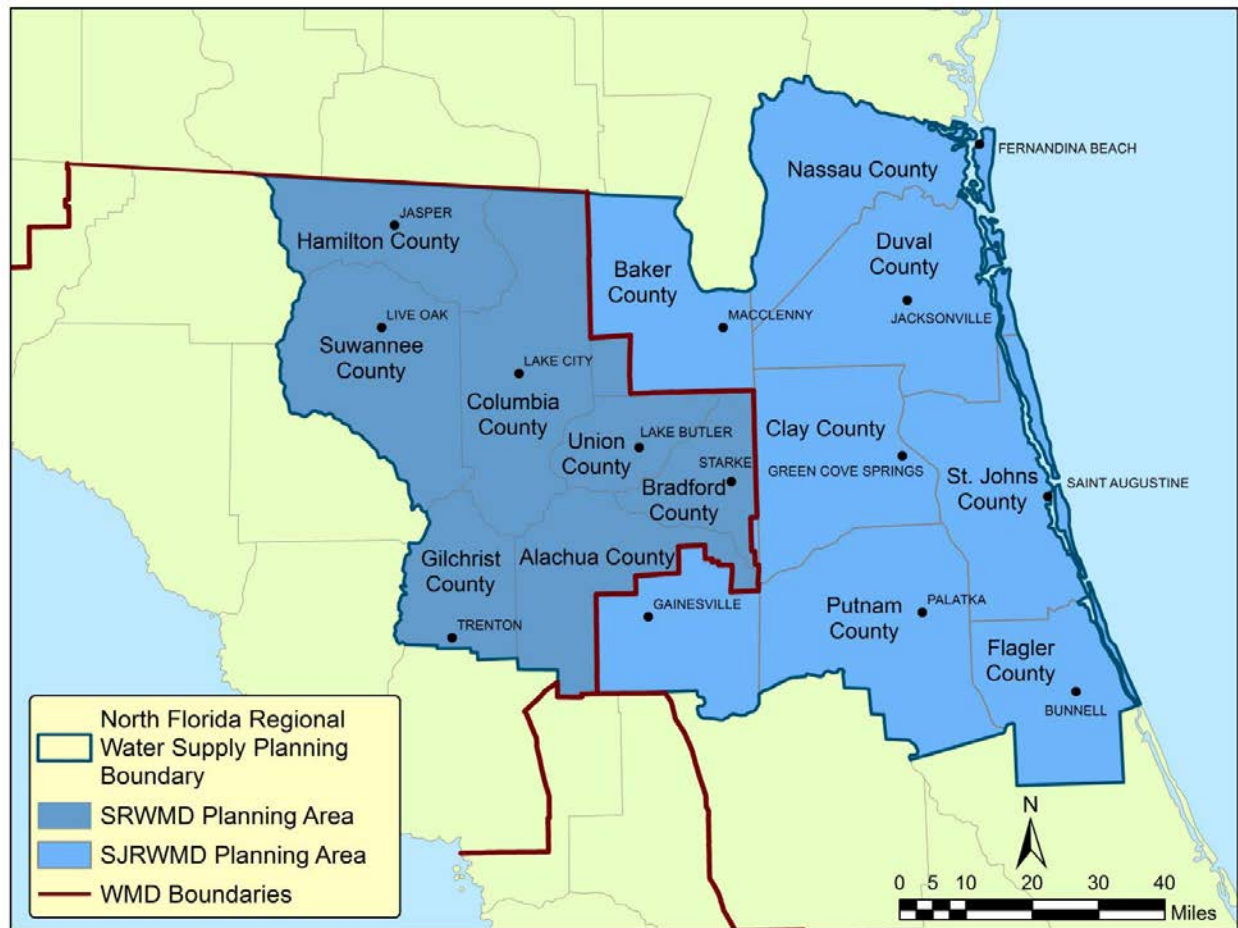 FERNANDINA BEACH
Nassau County
JASPER
Hamilton County
Duval
County
Baker
County
JACKSONVILLE
MACCLENNY
LIVE OAK
Suwannee
County
LAKE CITY
Columbia
County
Clay County
LAKE BUTLER
Union
County
STARKE
GREEN COVE SPRINGS
Bradford
County
St. Johns
County
SAINT AUGUSTINE
Gilchrist
County
Alachua County
GAINESVILLE
Putnam
County
PALATKA
TRENTON
Flagler
County
BUNNELL
North Florida Regional
Water Supply Planning
Boundary
SRWMD Planning Area
SJRWMD Planning Area
WMD Boundaries
N
0 5 10 20 30 40
Miles